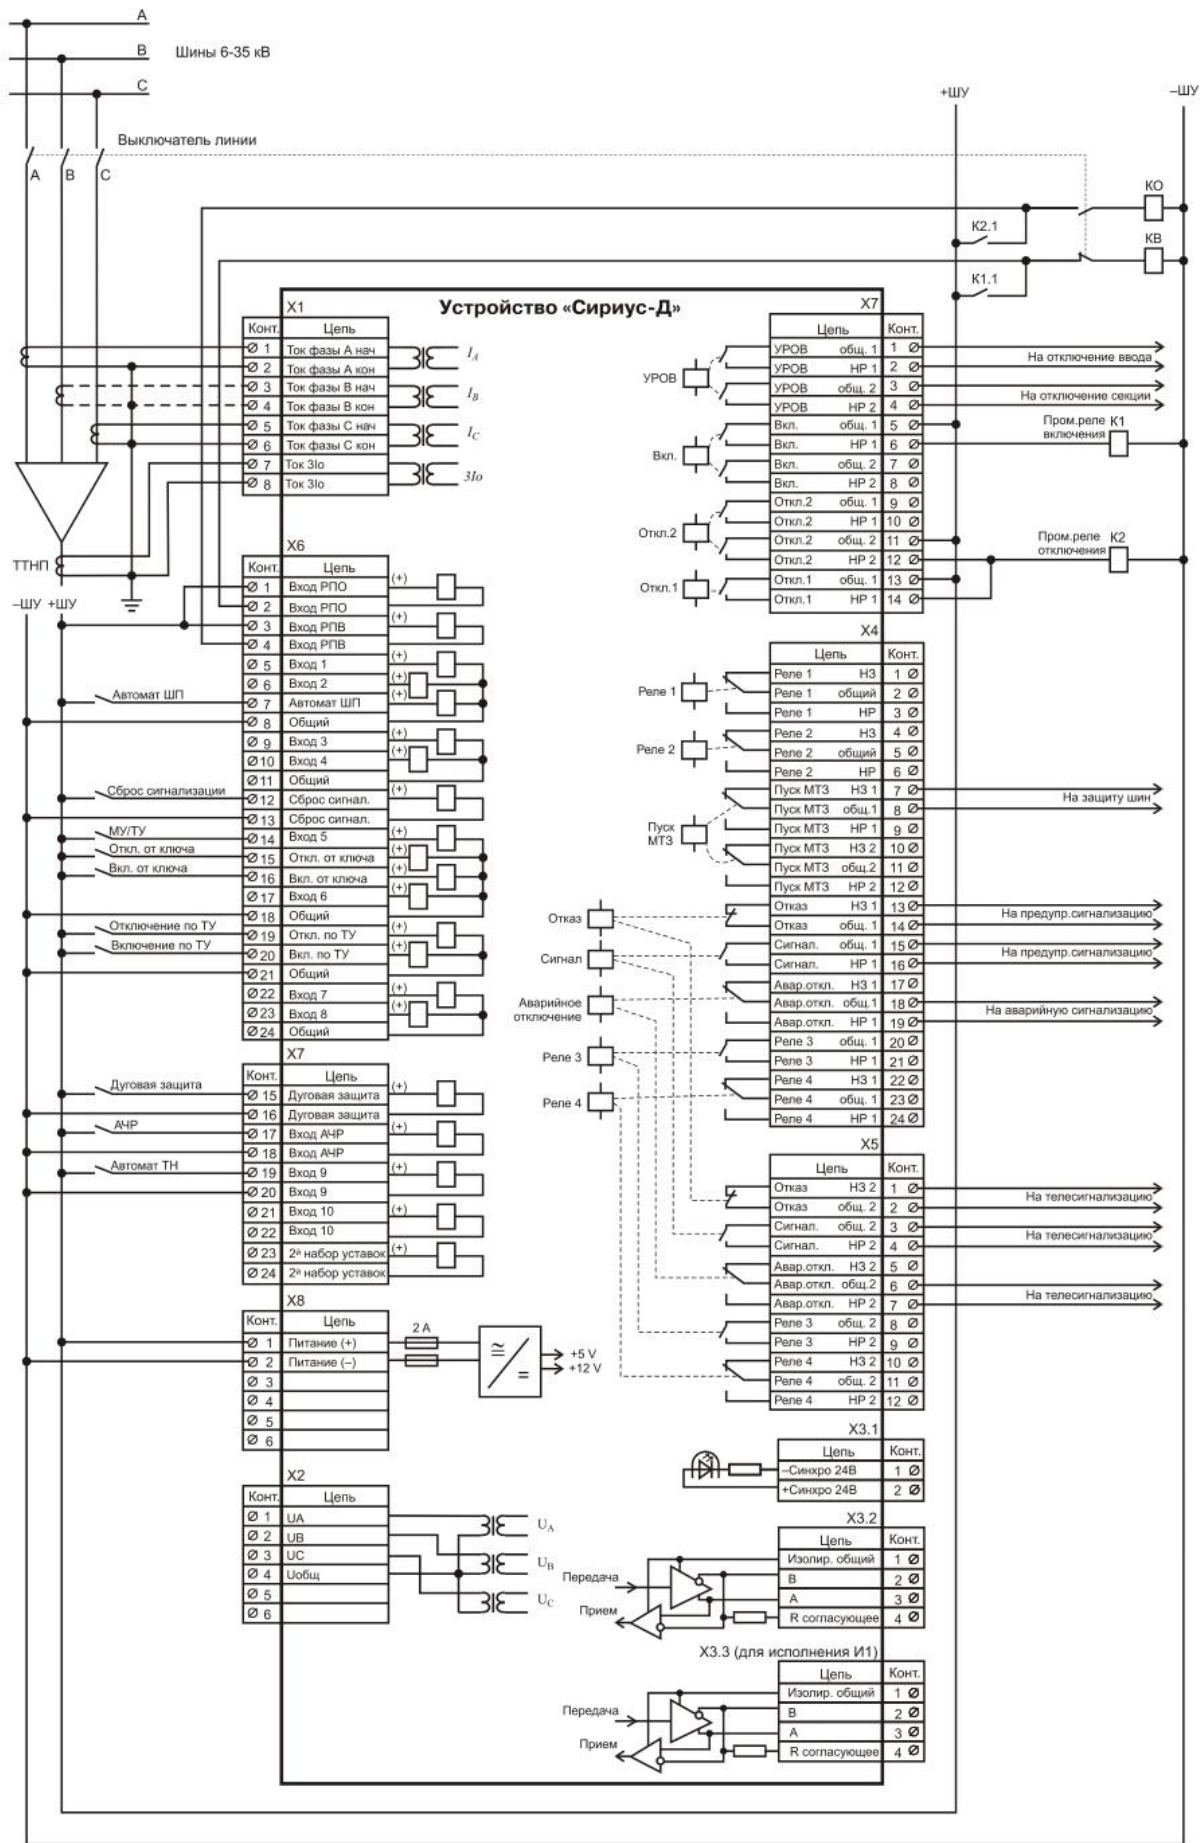 A
B
Шины 6-35 кВ
C
+ШУ
–ШУ
Выключатель линии
A
B
C
КО
К2.1
КВ
К1.1
Устройство «Сириус-Д»
X1
Конт. Цепь
1 Ток фазы А нач
2 Ток фазы А кон
3 Ток фазы В нач
4 Ток фазы В кон
5 Ток фазы С нач
6 Ток фазы С кон
7 Ток 3Io
8 Ток 3Io
IA
IB
IC
3Io
ТТНП
–ШУ +ШУ
X6
Конт. Цепь
1 Вход РПО (+)
2 Вход РПО
3 Вход РПВ (+)
4 Вход РПВ
5 Вход 1 (+)
6 Вход 2 (+)
Автомат ШП
7 Автомат ШП (+)
8 Общий
9 Вход 3 (+)
10 Вход 4 (+)
11 Общий
Сброс сигнализации
12 Сброс сигнал. (+)
13 Сброс сигнал.
МУ/ТУ
14 Вход 5 (+)
Откл. от ключа
15 Откл. от ключа (+)
Вкл. от ключа
16 Вкл. от ключа (+)
17 Вход 6 (+)
18 Общий
Отключение по ТУ
19 Откл. по ТУ (+)
Включение по ТУ
20 Вкл. по ТУ (+)
21 Общий
22 Вход 7 (+)
23 Вход 8 (+)
24 Общий
X7
Конт. Цепь
Дуговая защита
15 Дуговая защита (+)
16 Дуговая защита
АЧР
17 Вход АЧР (+)
18 Вход АЧР
Автомат ТН
19 Вход 9 (+)
20 Вход 9
21 Вход 10 (+)
22 Вход 10
23 2й набор уставок (+)
24 2й набор уставок
X8
Конт. Цепь
1 Питание (+)
2 Питание (–)
3
4
5
6
2 А
≅
=
+5 V
+12 V
X2
Конт. Цепь
1 UA
2 UB
3 UC
4 Uобщ
5
6
UA
UB
UC
X7
Цепь Конт.
УРОВ
УРОВ общ. 1 1
УРОВ НР 1 2
На отключение ввода
УРОВ общ. 2 3
УРОВ НР 2 4
На отключение секции
Вкл.
Вкл. общ. 1 5
Вкл. НР 1 6
Пром.реле включения К1
Вкл. общ. 2 7
Вкл. НР 2 8
Откл.2
Откл.2 общ. 1 9
Откл.2 НР 1 10
Откл.2 общ. 2 11
Откл.2 НР 2 12
Пром.реле отключения К2
Откл.1
Откл.1 общ. 1 13
Откл.1 НР 1 14
X4
Цепь Конт.
Реле 1
Реле 1 НЗ 1
Реле 1 общий 2
Реле 1 НР 3
Реле 2
Реле 2 НЗ 4
Реле 2 общий 5
Реле 2 НР 6
Пуск МТЗ
Пуск МТЗ НЗ 1 7
Пуск МТЗ общ.1 8
На защиту шин
Пуск МТЗ НР 1 9
Пуск МТЗ НЗ 2 10
Пуск МТЗ общ.2 11
Пуск МТЗ НР 2 12
Отказ
Отказ НЗ 1 13
Отказ общ. 1 14
На предупр.сигнализацию
Сигнал
Сигнал. общ. 1 15
Сигнал. НР 1 16
На предупр.сигнализацию
Аварийное отключение
Авар.откл. НЗ 1 17
Авар.откл. общ.1 18
Авар.откл. НР 1 19
На аварийную сигнализацию
Реле 3
Реле 3 общ. 1 20
Реле 3 НР 1 21
Реле 4
Реле 4 НЗ 1 22
Реле 4 общ. 1 23
Реле 4 НР 1 24
X5
Цепь Конт.
Отказ НЗ 2 1
Отказ общ. 2 2
На телесигнализацию
Сигнал. общ. 2 3
Сигнал. НР 2 4
На телесигнализацию
Авар.откл. НЗ 2 5
Авар.откл. общ.2 6
Авар.откл. НР 2 7
На телесигнализацию
Реле 3 общ. 2 8
Реле 3 НР 2 9
Реле 4 НЗ 2 10
Реле 4 общ. 2 11
Реле 4 НР 2 12
X3.1
Цепь Конт.
–Синхро 24В 1
+Синхро 24В 2
X3.2
Цепь Конт.
Изолир. общий 1
B 2
A 3
R согласующее 4
Передача
Прием
X3.3 (для исполнения И1)
Цепь Конт.
Изолир. общий 1
B 2
A 3
R согласующее 4
Передача
Прием